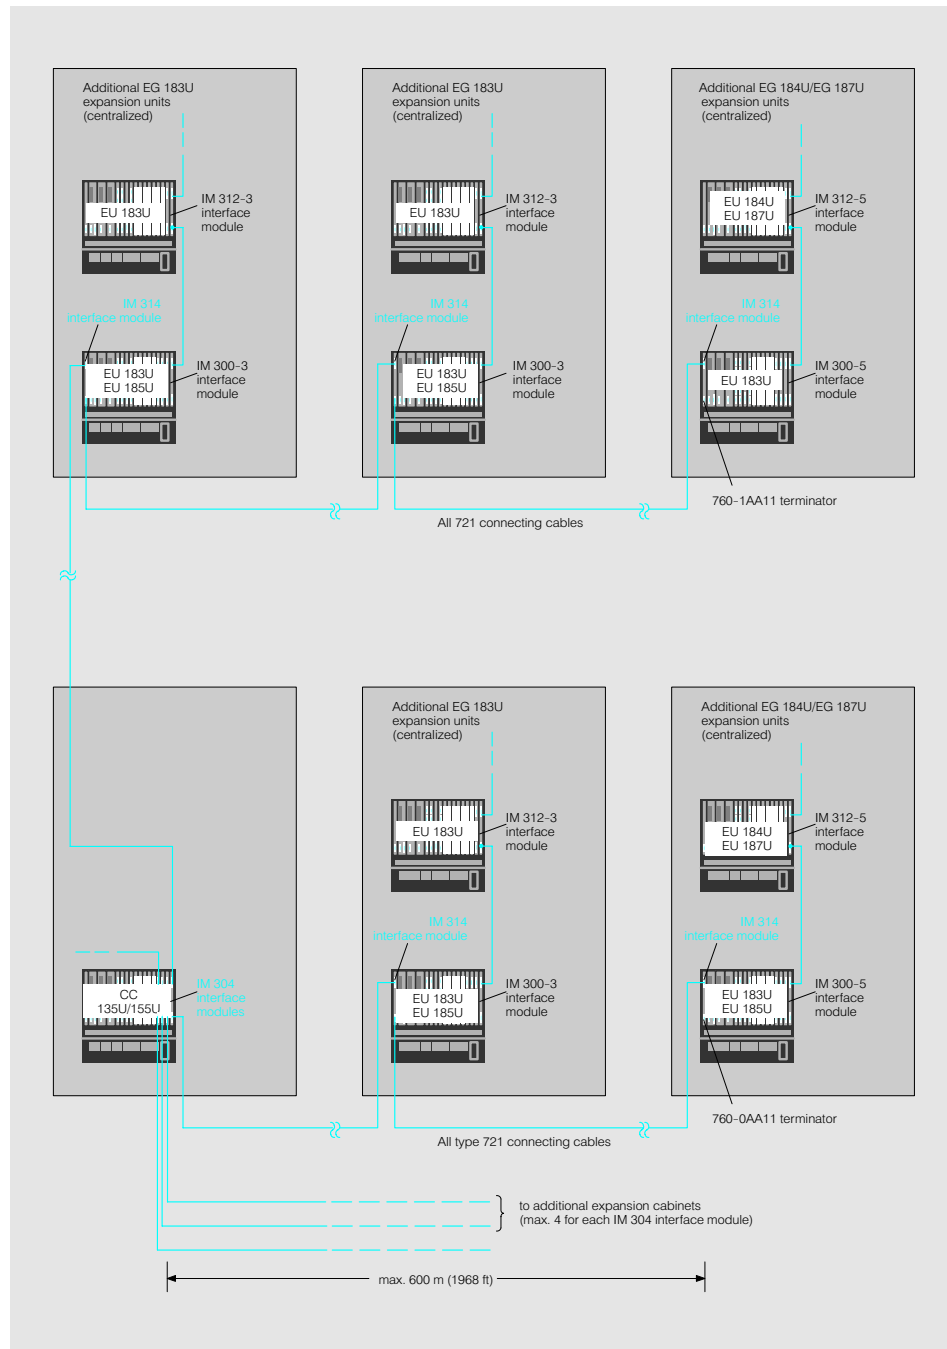 Additional EG 183U
expansion units
(centralized)
EU 183U
IM 312-3
interface
module
IM 314
interface module
EU 183U
EU 185U
IM 300-3
interface
module
Additional EG 183U
expansion units
(centralized)
EU 183U
IM 312-3
interface
module
IM 314
interface module
EU 183U
EU 185U
IM 300-3
interface
module
Additional EG 184U/EG 187U
expansion units
(centralized)
EU 184U
EU 187U
IM 312-5
interface
module
IM 314
interface module
EU 183U
IM 300-5
interface
module
760-1AA11 terminator
All 721 connecting cables
CC
135U/155U
IM 304
interface
modules
Additional EG 183U
expansion units
(centralized)
EU 183U
IM 312-3
interface
module
IM 314
interface module
EU 183U
EU 185U
IM 300-3
interface
module
Additional EG 184U/EG 187U
expansion units
(centralized)
EU 184U
EU 187U
IM 312-5
interface
module
IM 314
interface module
EU 183U
EU 185U
IM 300-5
interface
module
760-0AA11 terminator
All type 721 connecting cables
to additional expansion cabinets
(max. 4 for each IM 304 interface module)
max. 600 m (1968 ft)